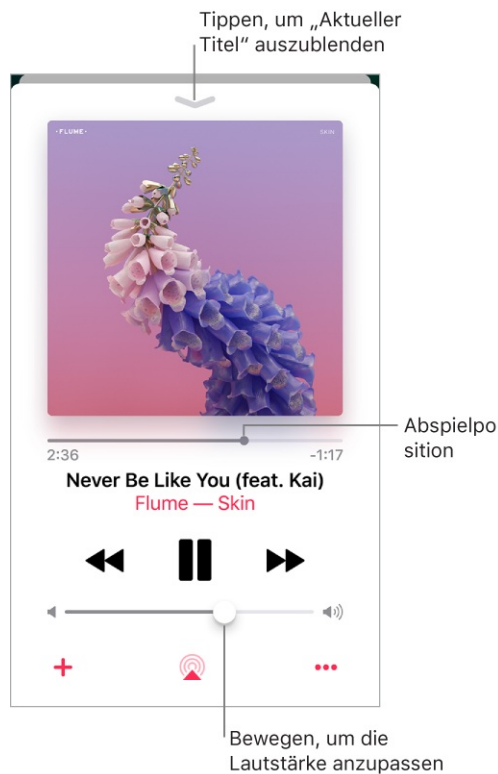 Tippen, um „Aktueller
Titel“ auszublenden
·FLUME·
SKIN
Abspielpo
sition
2:36
-1:17
Never Be Like You (feat. Kai)
Flume — Skin
Bewegen, um die
Lautstärke anzupassen